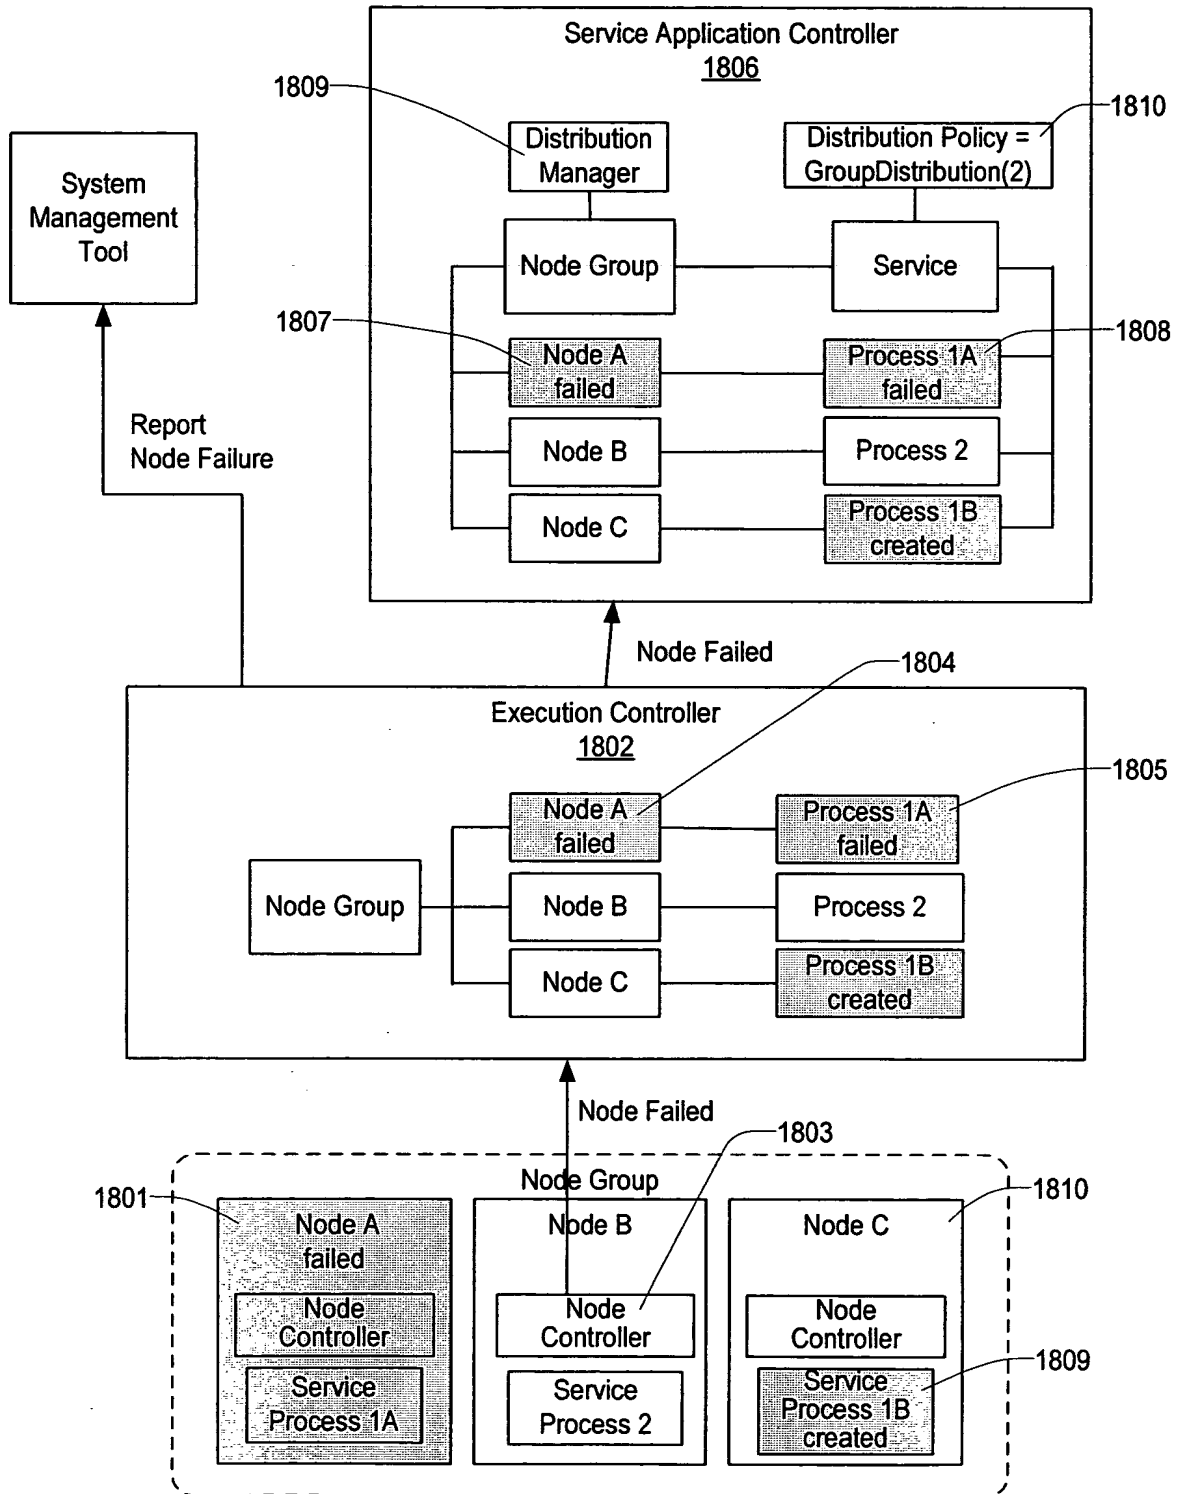 Service Application Controller
1806
1809
1810
Distribution
Manager
Distribution Policy =
GroupDistribution(2)
System
Management
Tool
Node Group
Service
1807
1808
Node A
failed
Process 1A
failed
Report
Node Failure
Node B
Process 2
Node C
Process 1B
created
Node Failed
1804
Execution Controller
1802
1805
Node A
failed
Process 1A
failed
Node Group
Node B
Process 2
Node C
Process 1B
created
Node Failed
1803
Node Group
1801
1810
Node A
failed
Node B
Node C
Node
Controller
Node
Controller
Node
Controller
1809
Service
Process 1A
Service
Process 2
Service
Process 1B
created